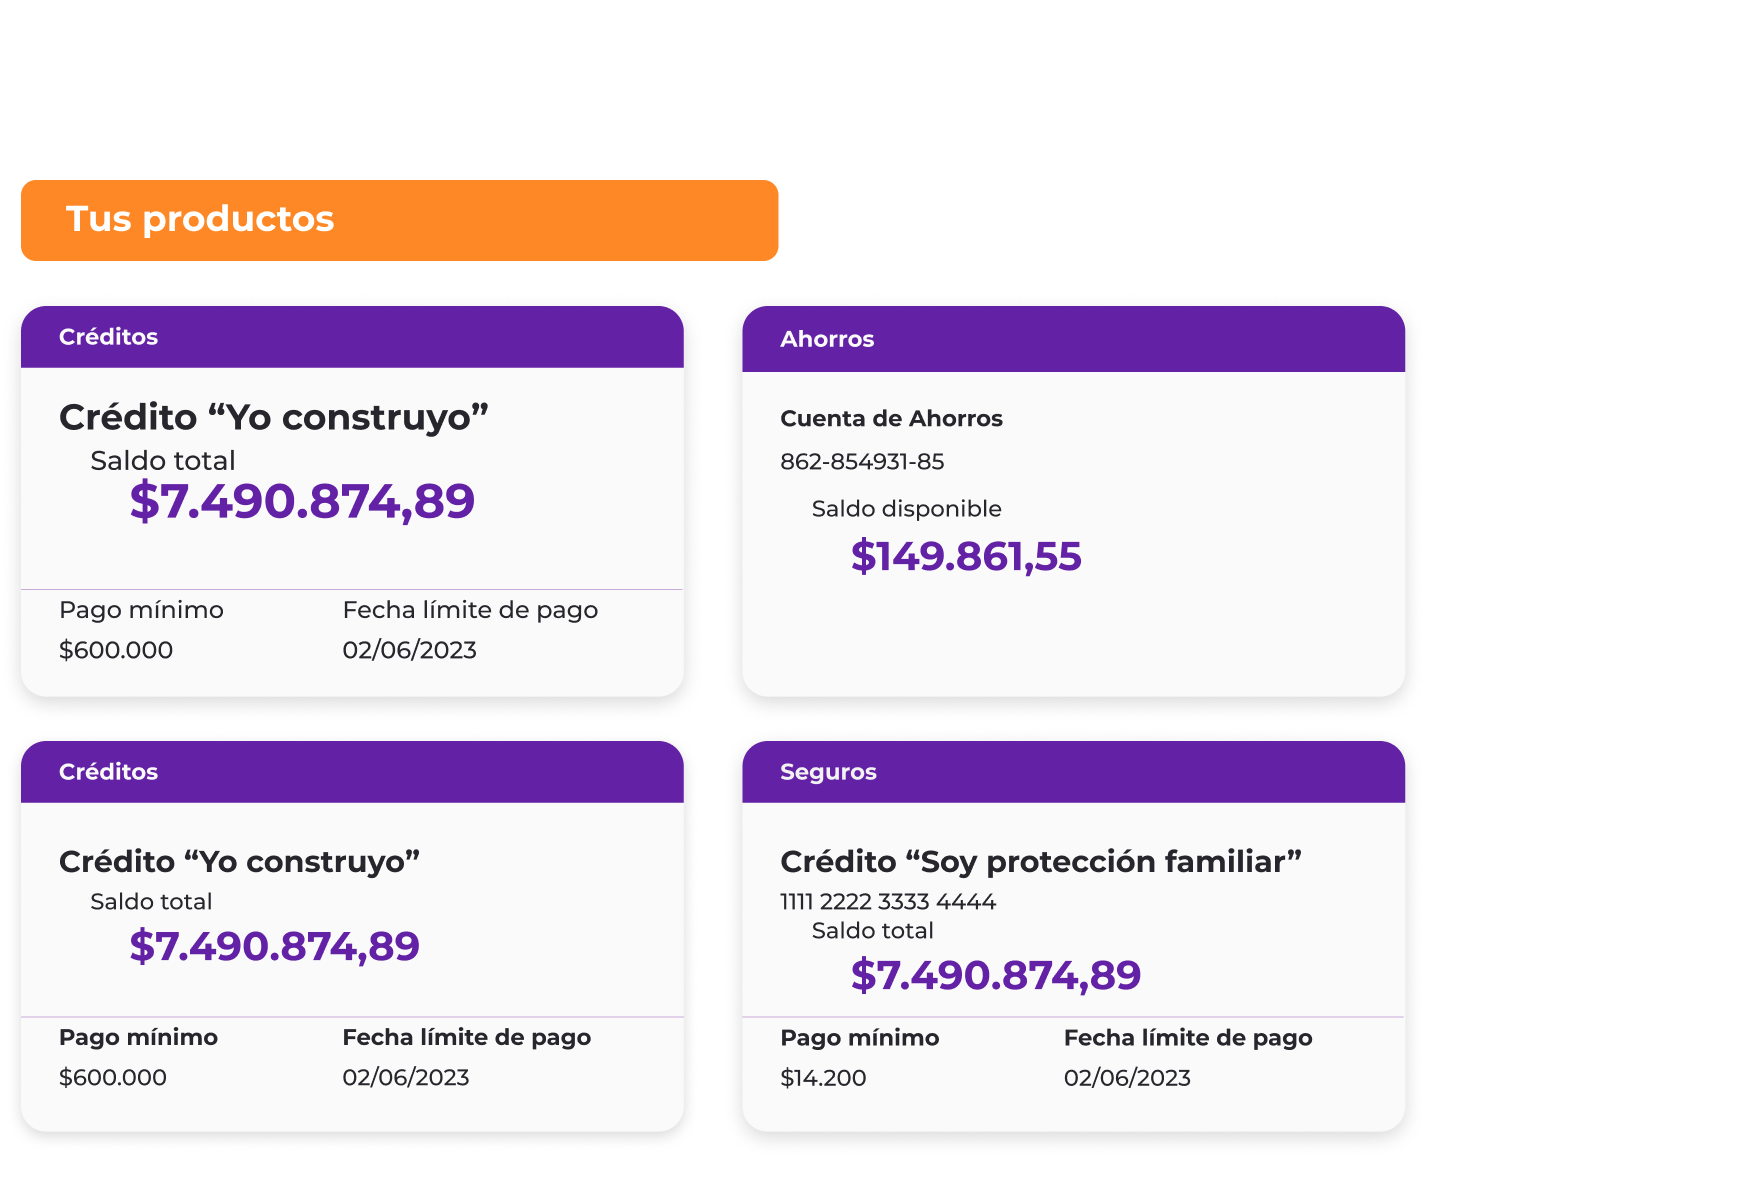 Tus productos
Créditos
Crédito “Yo construyo”
Saldo total
$7.490.874,89
Pago mínimo
Fecha límite de pago
$600.000
02/06/2023
Ahorros
Cuenta de Ahorros
862-854931-85
Saldo disponible
$149.861,55
Créditos
Crédito “Yo construyo”
Saldo total
$7.490.874,89
Pago mínimo
Fecha límite de pago
$600.000
02/06/2023
Seguros
Crédito “Soy protección familiar”
1111 2222 3333 4444
Saldo total
$7.490.874,89
Pago mínimo
Fecha límite de pago
$14.200
02/06/2023